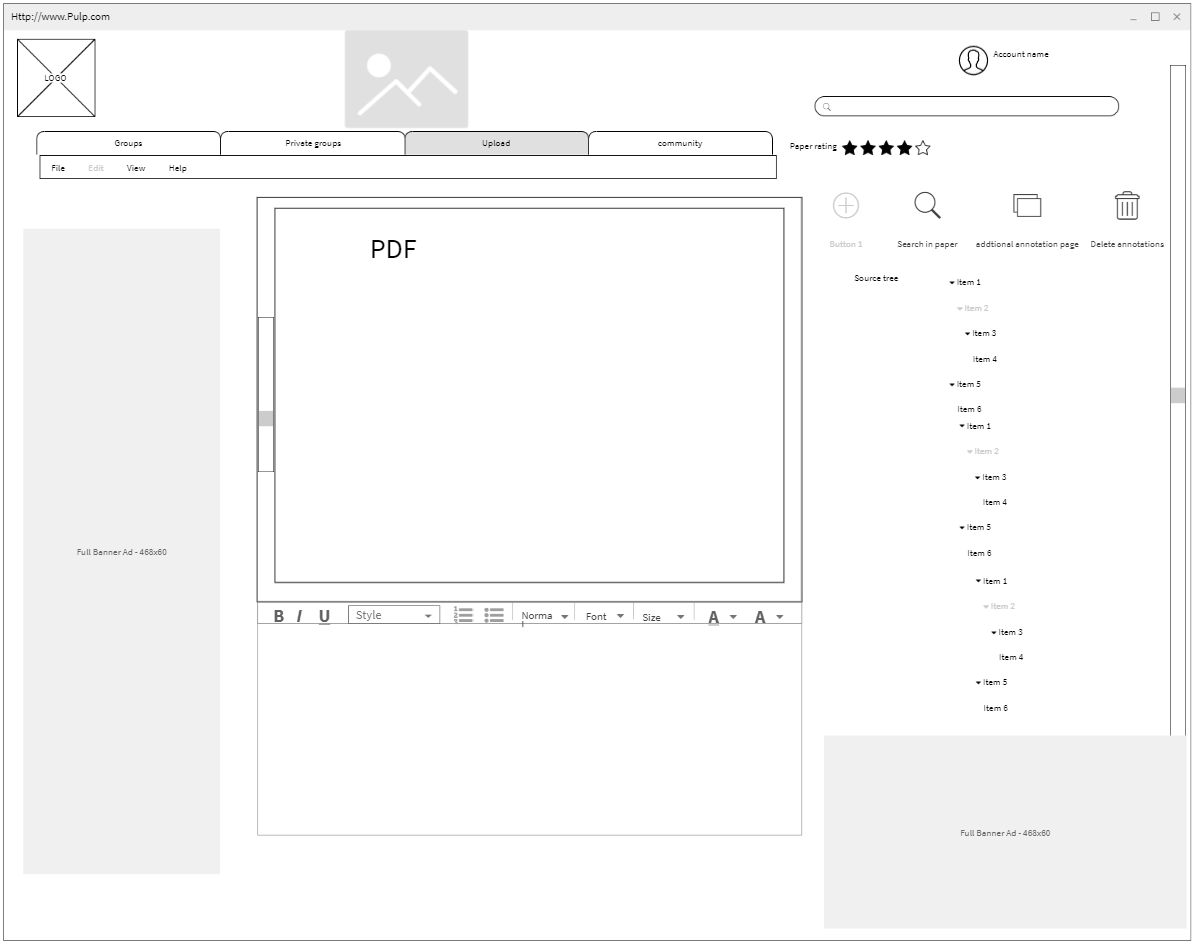 Http://www.Pulp.com
LOGO
Account name
Groups
Private groups
Upload
community
Paper rating
File
Edit
View
Help
PDF
Button 1
Search in paper
addtional annotation page
Delete annotations
Source tree
Item 1
Item 2
Item 3
Item 4
Item 5
Item 6
Item 1
Item 2
Item 3
Item 4
Item 5
Item 6
Item 1
Item 2
Item 3
Item 4
Item 5
Item 6
Full Banner Ad - 468x60
B I U
Style
1
2
3
Norma
l
Font
Size
A
A
Full Banner Ad - 468x60